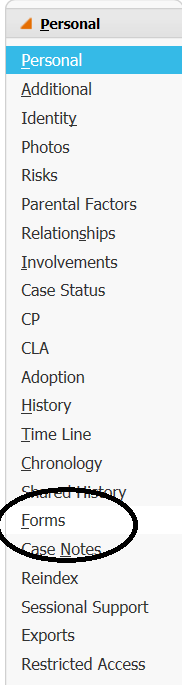 Personal
Personal
Additional
Identity
Photos
Risks
Parental Factors
Relationships
Involvements
Case Status
CP
CLA
Adoption
History
Time Line
Chronology
Shared History
Forms
Case Notes
Reindex
Sessional Support
Exports
Restricted Access